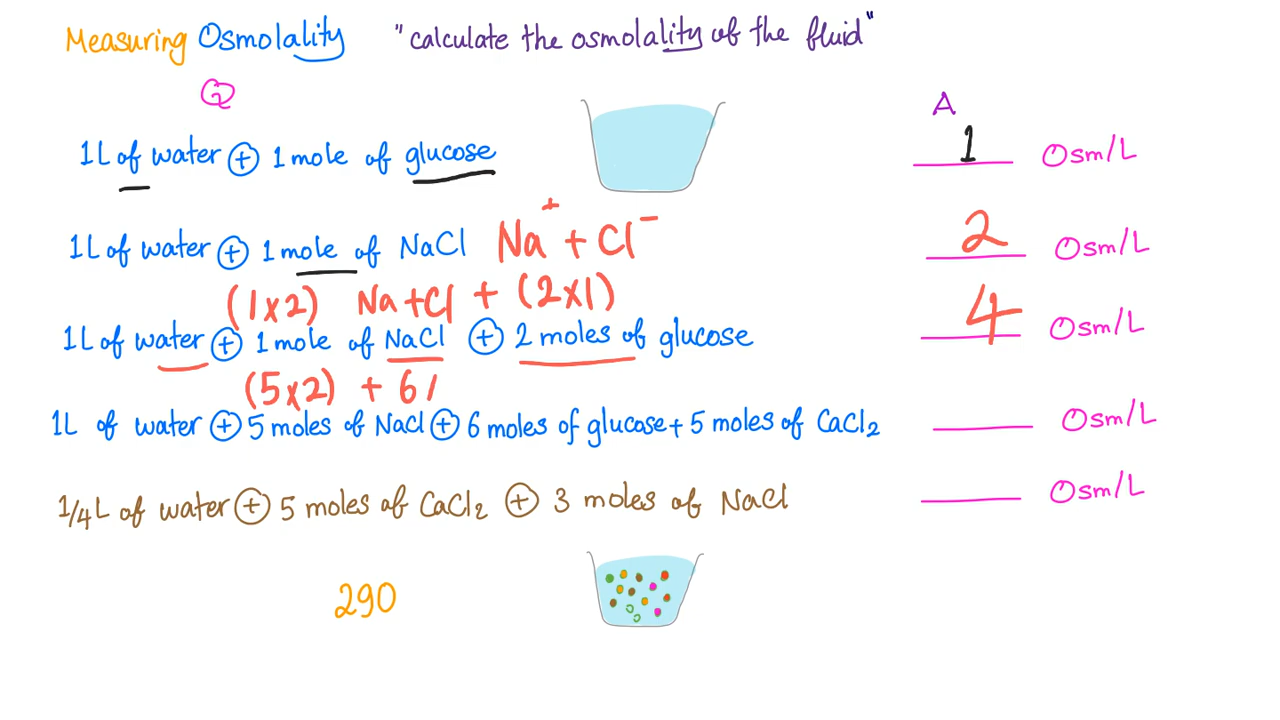 Measuring Osmolality "calculate the osmolality of the fluid"
Q A
1L of water + 1 mole of glucose 1 Osm/L
Na⁺ + Cl⁻
1L of water + 1 mole of NaCl 2 Osm/L
(1x2) Na+Cl + (2x1)
1L of water + 1 mole of NaCl + 2 moles of glucose 4 Osm/L
(5x2) + 6/
1L of water + 5 moles of NaCl + 6 moles of glucose + 5 moles of CaCl2 Osm/L
1/4L of water + 5 moles of CaCl2 + 3 moles of NaCl Osm/L
290